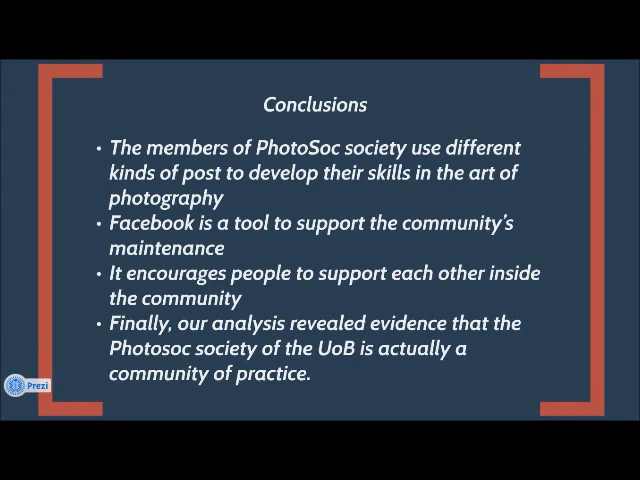 Conclusions
• The members of PhotoSoc society use different
kinds of post to develop their skills in the art of
photography
• Facebook is a tool to support the community's
maintenance
• It encourages people to support each other inside
the community
• Finally, our analysis revealed evidence that the
Photosoc society of the UoB is actually a
community of practice.
Prezi